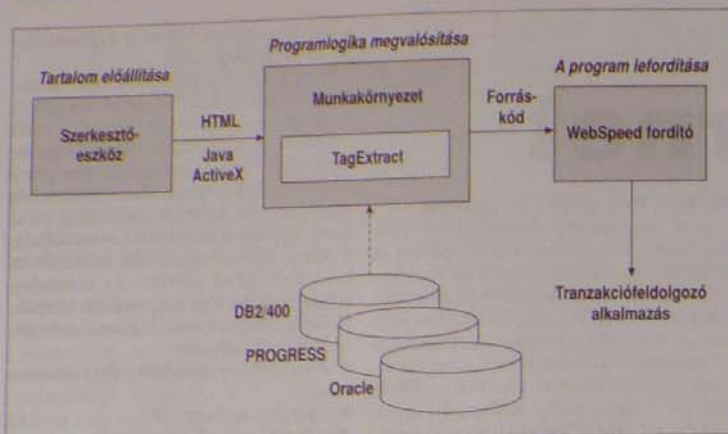 Tartalom előállítása
Szerkesztő-
eszköz
HTML
Java
ActiveX
Programlogika megvalósítása
Munkakörnyezet
TagExtract
Forrás-
kód
A program lefordítása
WebSpeed fordító
Tranzakciófeldolgozó
alkalmazás
DB2/400
PROGRESS
Oracle